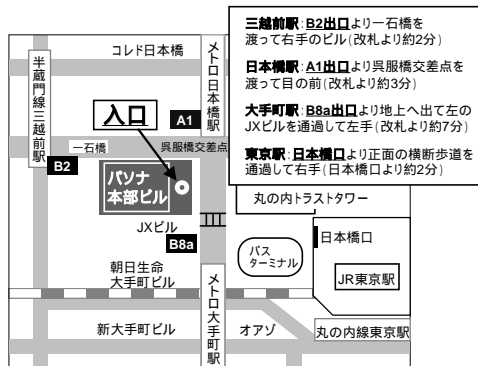 三越前駅:B2出口より一石橋を
渡って右手のビル(改札より約2分)
日本橋駅:A1出口より呉服橋交差点を
渡って目の前(改札より約3分)
大手町駅:B8a出口より地上へ出て左の
JXビルを通過して左手(改札より約7分)
東京駅:日本橋口より正面の横断歩道を
通過して右手(日本橋口より約2分)
コレド日本橋
メトロ日本橋駅
半蔵門線三越前駅
入口
A1
一石橋
呉服橋交差点
B2
パソナ
本部ビル
丸の内トラストタワー
JXビル
B8a
日本橋口
バス
ターミナル
朝日生命
大手町ビル
JR東京駅
メトロ大手町駅
新大手町ビル
オアゾ
丸の内線東京駅